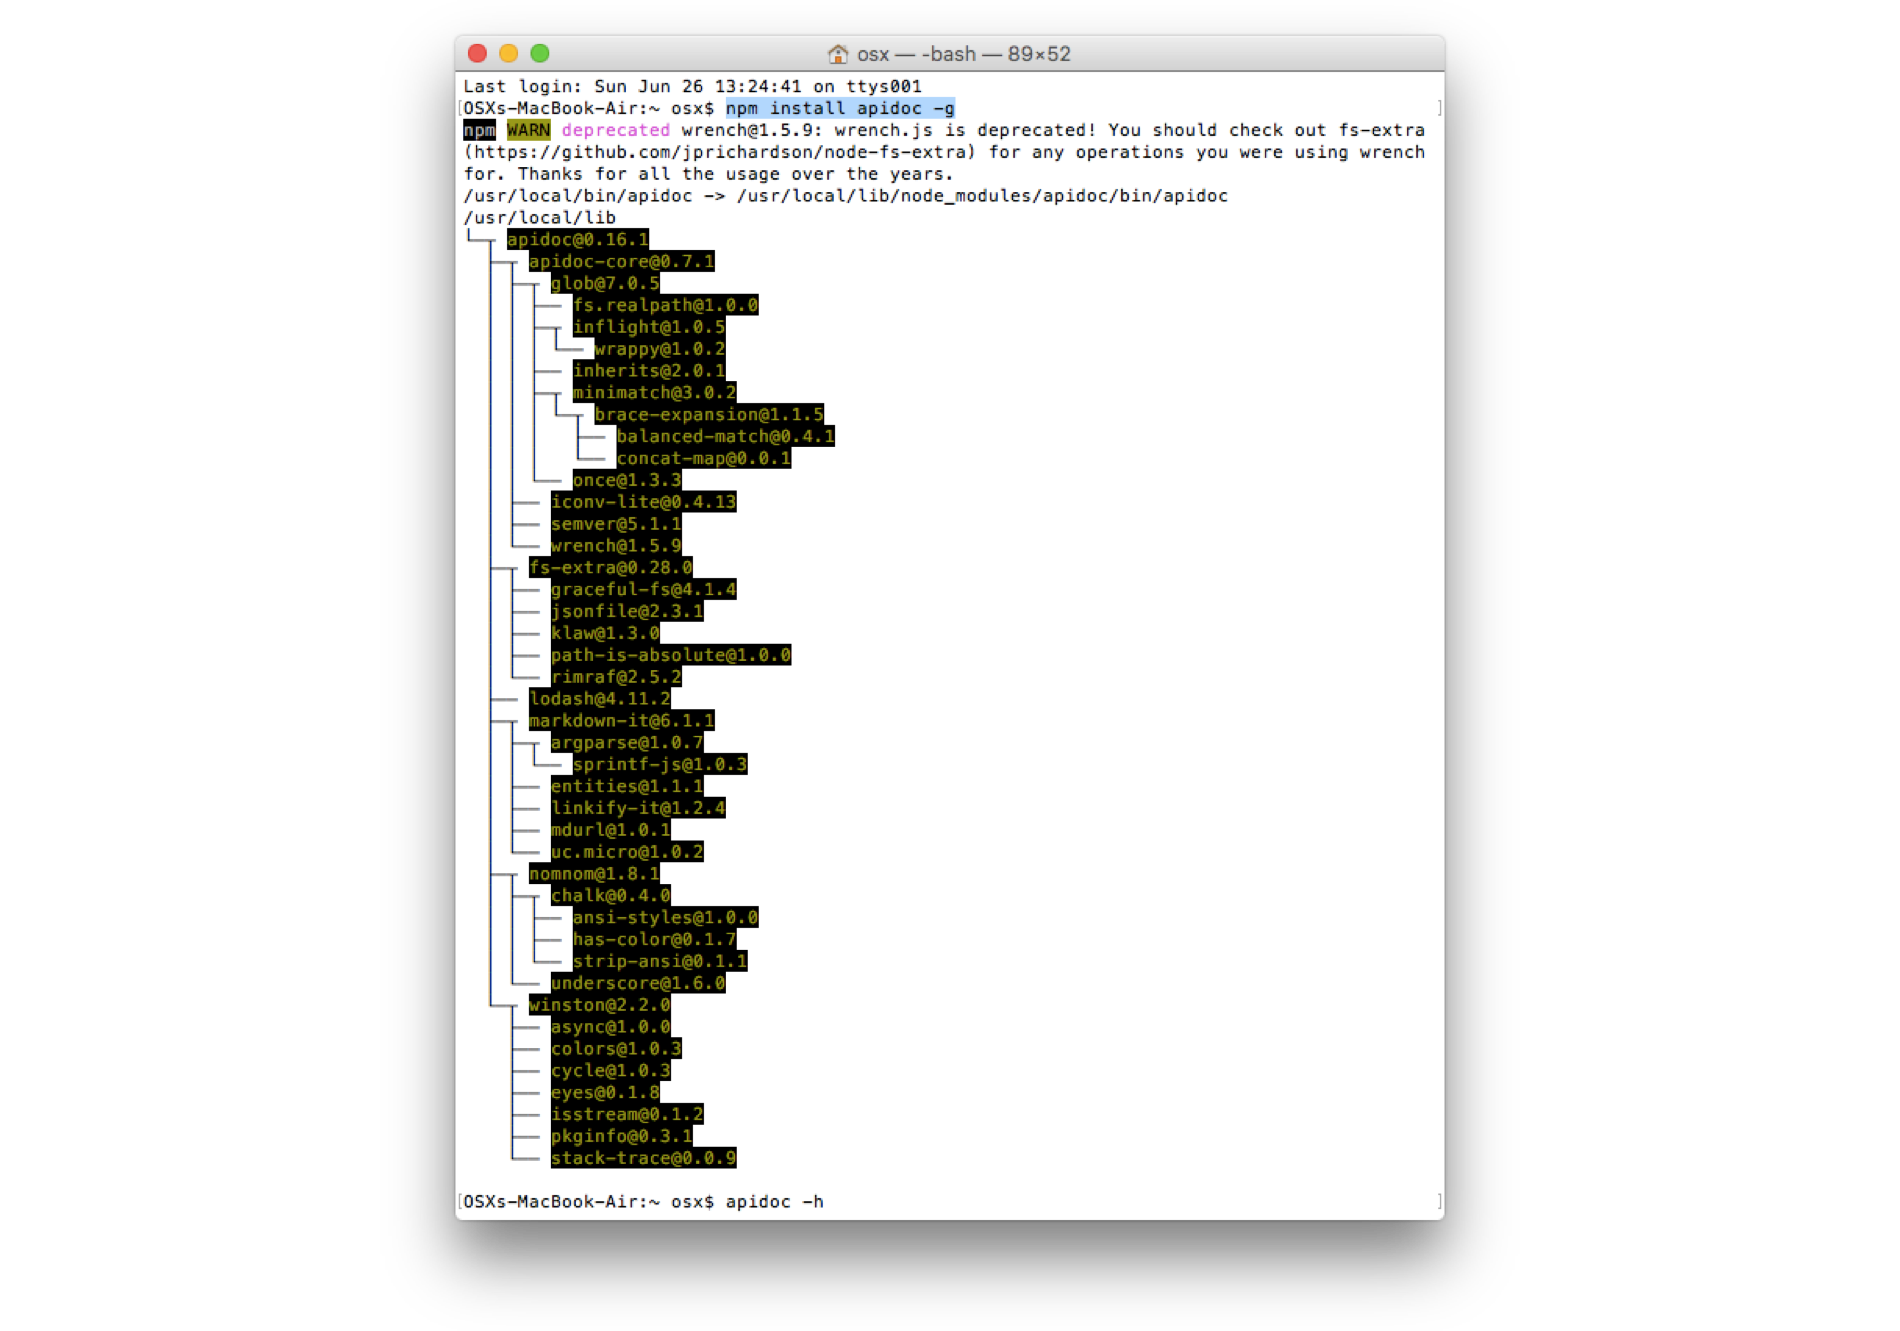 osx — -bash — 89×52
Last login: Sun Jun 26 13:24:41 on ttys001
[OSXs-MacBook-Air:~ osx$ npm install apidoc -g ]
npm WARN deprecated wrench@1.5.9: wrench.js is deprecated! You should check out fs-extra
(https://github.com/jprichardson/node-fs-extra) for any operations you were using wrench
for. Thanks for all the usage over the years.
/usr/local/bin/apidoc -> /usr/local/lib/node_modules/apidoc/bin/apidoc
/usr/local/lib
└─┬ apidoc@0.16.1
  ├─┬ apidoc-core@0.7.1
  │ ├─┬ glob@7.0.5
  │ │ ├── fs.realpath@1.0.0
  │ │ ├─┬ inflight@1.0.5
  │ │ │ └── wrappy@1.0.2
  │ │ ├── inherits@2.0.1
  │ │ ├─┬ minimatch@3.0.2
  │ │ │ └─┬ brace-expansion@1.1.5
  │ │ │   ├── balanced-match@0.4.1
  │ │ │   └── concat-map@0.0.1
  │ │ └── once@1.3.3
  │ ├── iconv-lite@0.4.13
  │ ├── semver@5.1.1
  │ └── wrench@1.5.9
  ├─┬ fs-extra@0.28.0
  │ ├── graceful-fs@4.1.4
  │ ├── jsonfile@2.3.1
  │ ├── klaw@1.3.0
  │ ├── path-is-absolute@1.0.0
  │ └── rimraf@2.5.2
  ├── lodash@4.11.2
  ├─┬ markdown-it@6.1.1
  │ ├─┬ argparse@1.0.7
  │ │ └── sprintf-js@1.0.3
  │ ├── entities@1.1.1
  │ ├── linkify-it@1.2.4
  │ ├── mdurl@1.0.1
  │ └── uc.micro@1.0.2
  ├─┬ nomnom@1.8.1
  │ ├─┬ chalk@0.4.0
  │ │ ├── ansi-styles@1.0.0
  │ │ ├── has-color@0.1.7
  │ │ └── strip-ansi@0.1.1
  │ └── underscore@1.6.0
  └─┬ winston@2.2.0
    ├── async@1.0.0
    ├── colors@1.0.3
    ├── cycle@1.0.3
    ├── eyes@0.1.8
    ├── isstream@0.1.2
    ├── pkginfo@0.3.1
    └── stack-trace@0.0.9
[OSXs-MacBook-Air:~ osx$ apidoc -h ]